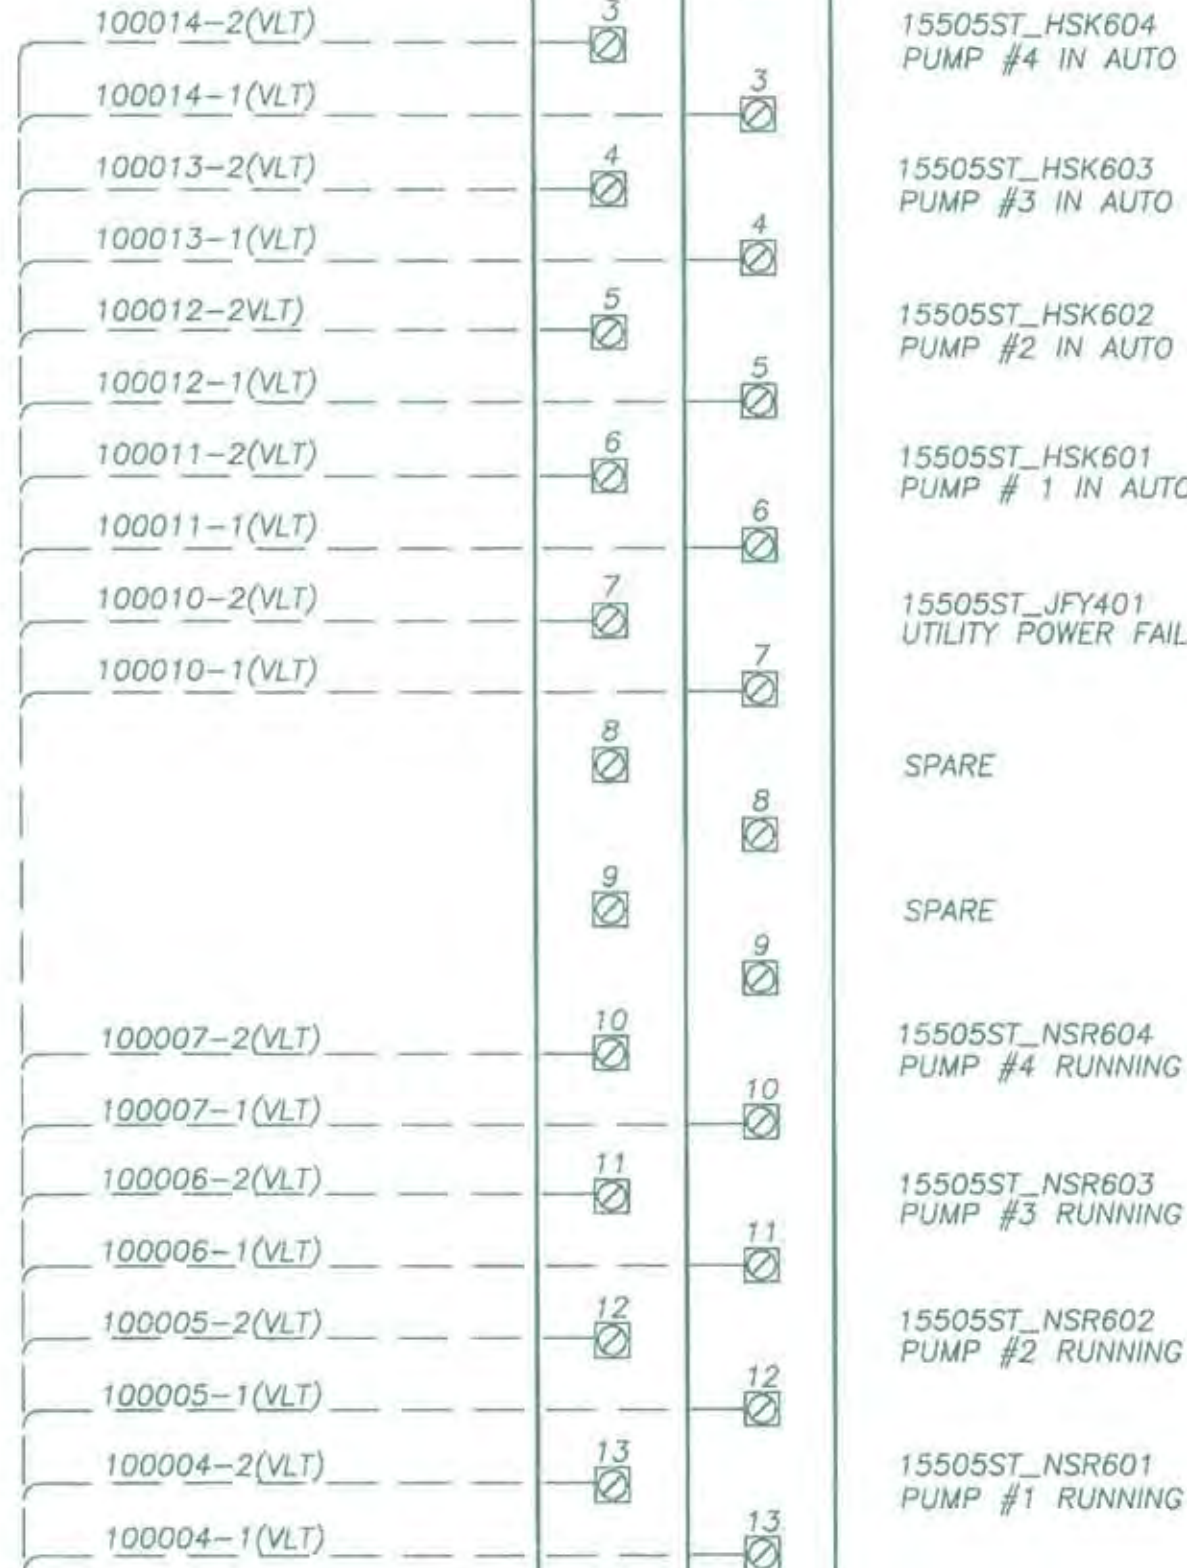 100014-2(VLT)
3
15505ST_HSK604
PUMP #4 IN AUTO
100014-1(VLT)
3
100013-2(VLT)
4
15505ST_HSK603
PUMP #3 IN AUTO
100013-1(VLT)
4
100012-2VLT)
5
15505ST_HSK602
PUMP #2 IN AUTO
100012-1(VLT)
5
100011-2(VLT)
6
15505ST_HSK601
PUMP # 1 IN AUTO
100011-1(VLT)
6
100010-2(VLT)
7
15505ST_JFY401
UTILITY POWER FAIL
100010-1(VLT)
7
8
SPARE
8
9
SPARE
9
100007-2(VLT)
10
15505ST_NSR604
PUMP #4 RUNNING
100007-1(VLT)
10
100006-2(VLT)
11
15505ST_NSR603
PUMP #3 RUNNING
100006-1(VLT)
11
100005-2(VLT)
12
15505ST_NSR602
PUMP #2 RUNNING
100005-1(VLT)
12
100004-2(VLT)
13
15505ST_NSR601
PUMP #1 RUNNING
100004-1(VLT)
13